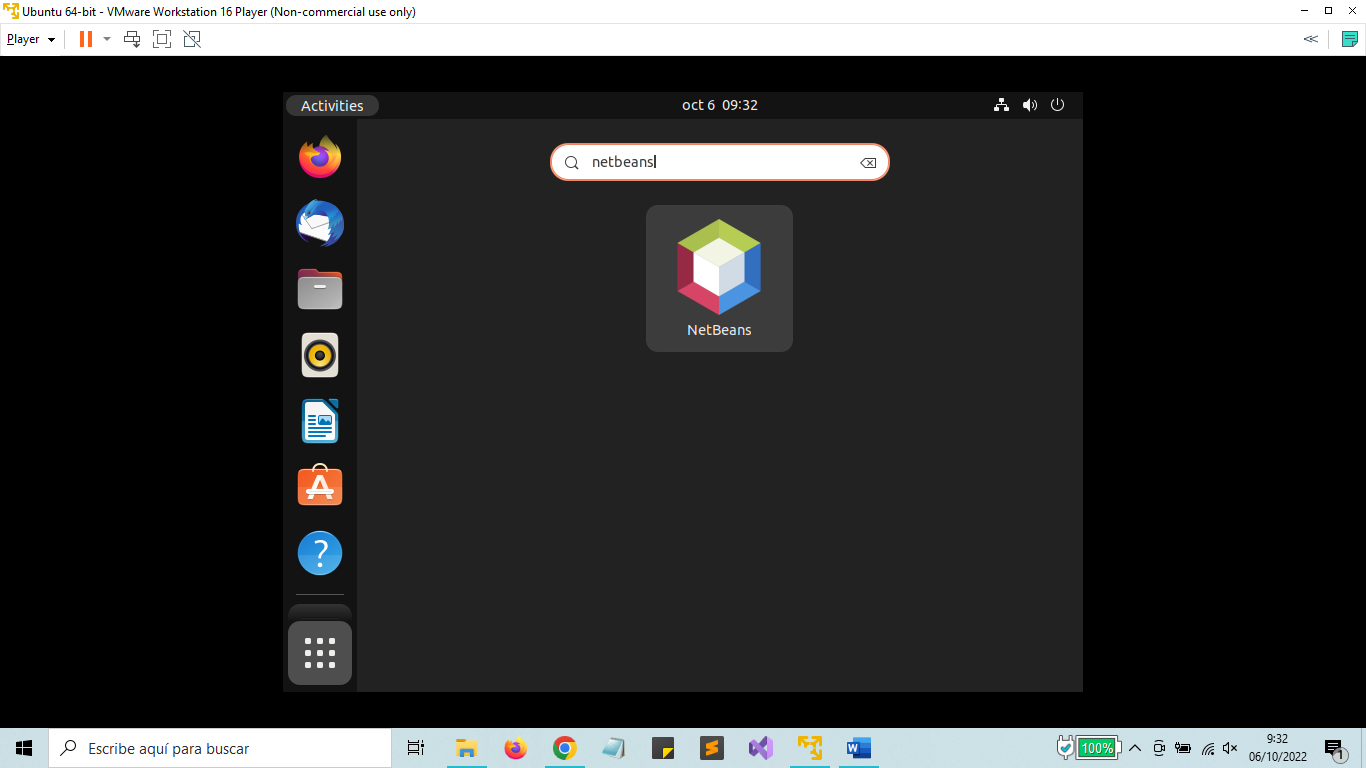 Ubuntu 64-bit - VMware Workstation 16 Player (Non-commercial use only)
Player
Activities
oct 6 09:32
netbeans
NetBeans
Escribe aquí para buscar
100%
9:32
06/10/2022
1